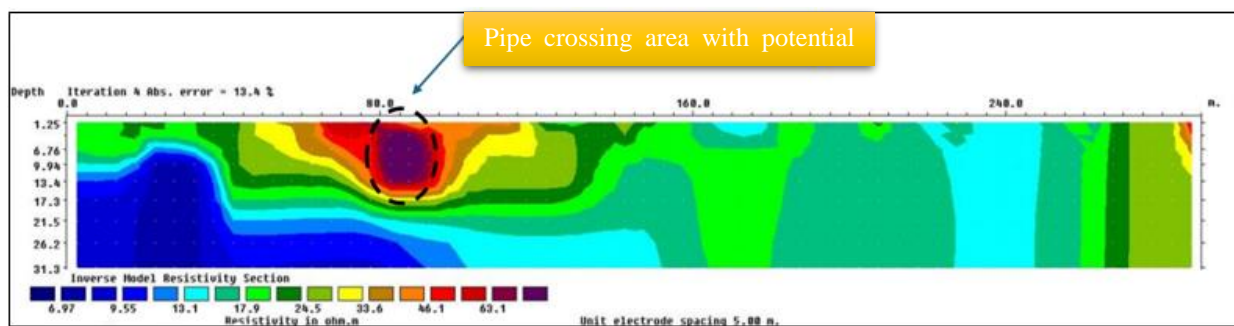 Pipe crossing area with potential
Depth Iteration 4 Abs. error = 13.4 %
0.0 80.0 160.0 240.0 m.
1.25
6.76
9.94
13.4
17.3
21.5
26.2
31.3
Inverse Model Resistivity Section
6.97 9.55 13.1 17.9 24.5 33.6 46.1 63.1
Resistivity in ohm.m Unit electrode spacing 5.00 m.